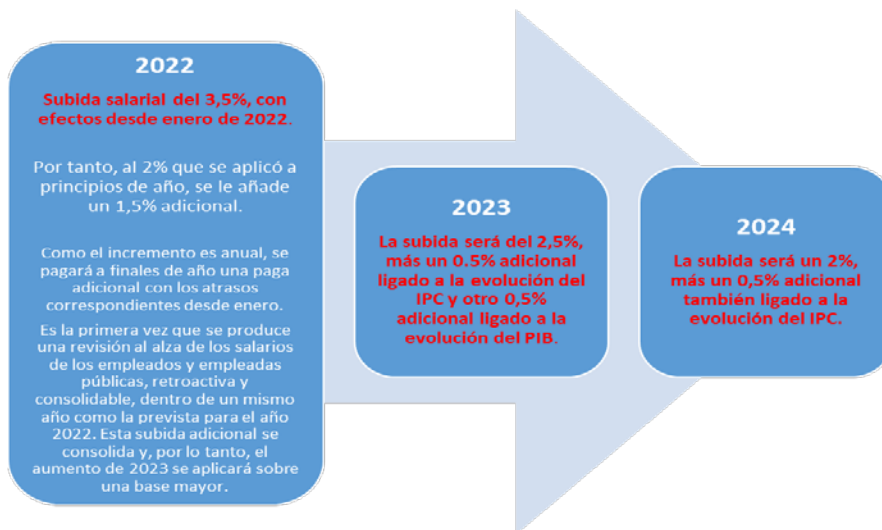 2022
Subida salarial del 3,5%, con
efectos desde enero de 2022.
Por tanto, al 2% que se aplicó a
principios de año, se le añade
un 1,5% adicional.
Como el incremento es anual, se
pagará a finales de año una paga
adicional con los atrasos
correspondientes desde enero.
Es la primera vez que se produce
una revisión al alza de los salarios
de los empleados y empleadas
públicas, retroactiva y
consolidable, dentro de un mismo
año como la prevista para el año
2022. Esta subida adicional se
consolida y, por lo tanto, el
aumento de 2023 se aplicará sobre
una base mayor.
2023
La subida será del 2,5%,
más un 0.5% adicional
ligado a la evolución del
IPC y otro 0,5%
adicional ligado a la
evolución del PIB.
2024
La subida será un 2%,
más un 0,5% adicional
también ligado a la
evolución del IPC.